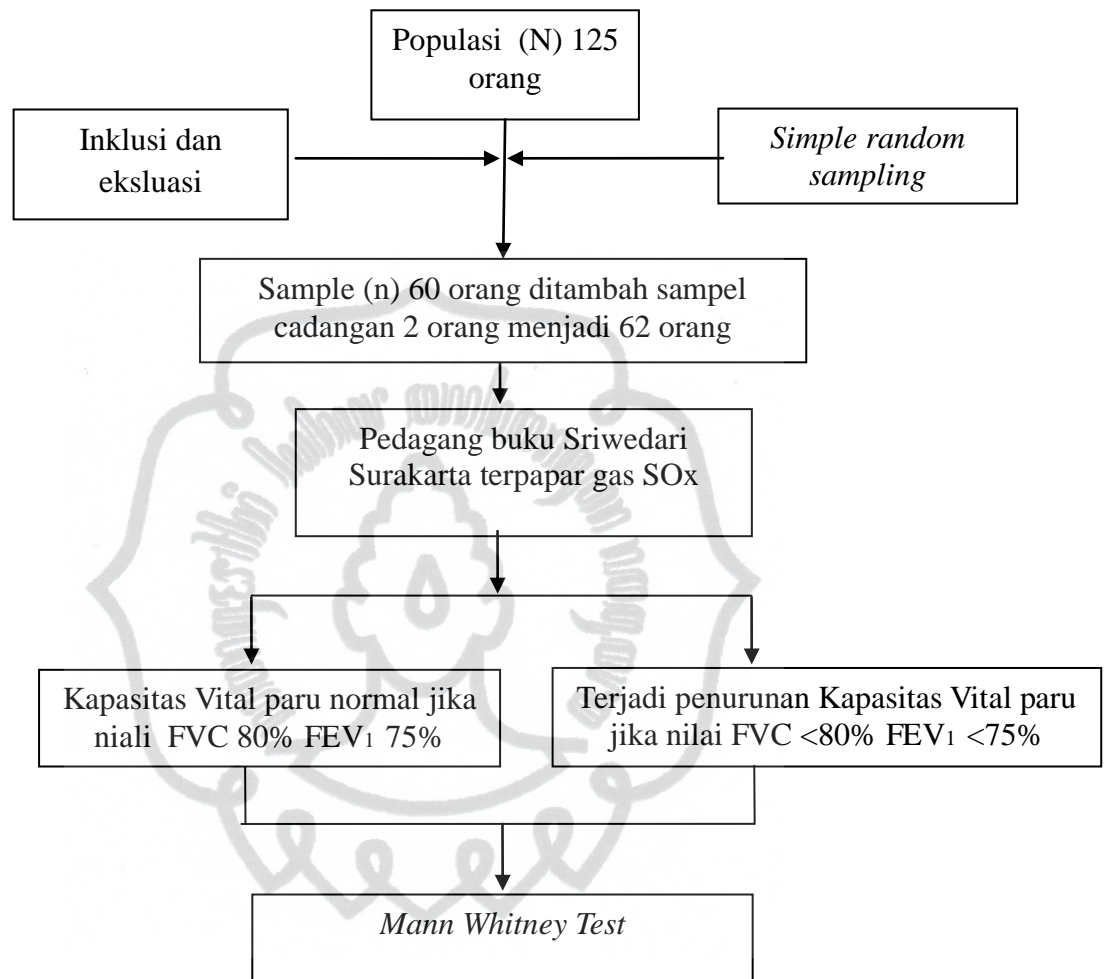 Populasi (N) 125
orang
Inklusi dan
eksluasi
Simple random
sampling
Sample (n) 60 orang ditambah sampel
cadangan 2 orang menjadi 62 orang
Pedagang buku Sriwedari
Surakarta terpapar gas SOx
Kapasitas Vital paru normal jika
niali FVC 80% FEV₁ 75%
Terjadi penurunan Kapasitas Vital paru
jika nilai FVC <80% FEV₁ <75%
Mann Whitney Test